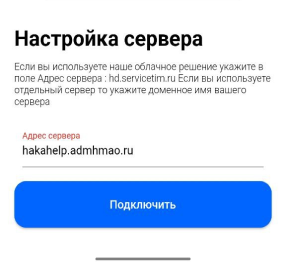 Настройка сервера
Если вы используете наше облачное решение укажите в
поле Адрес сервера : hd.servicetim.ru Если вы используете
отдельный сервер то укажите доменное имя вашего
сервера
Адрес сервера
hakahelp.admhmao.ru
Подключить